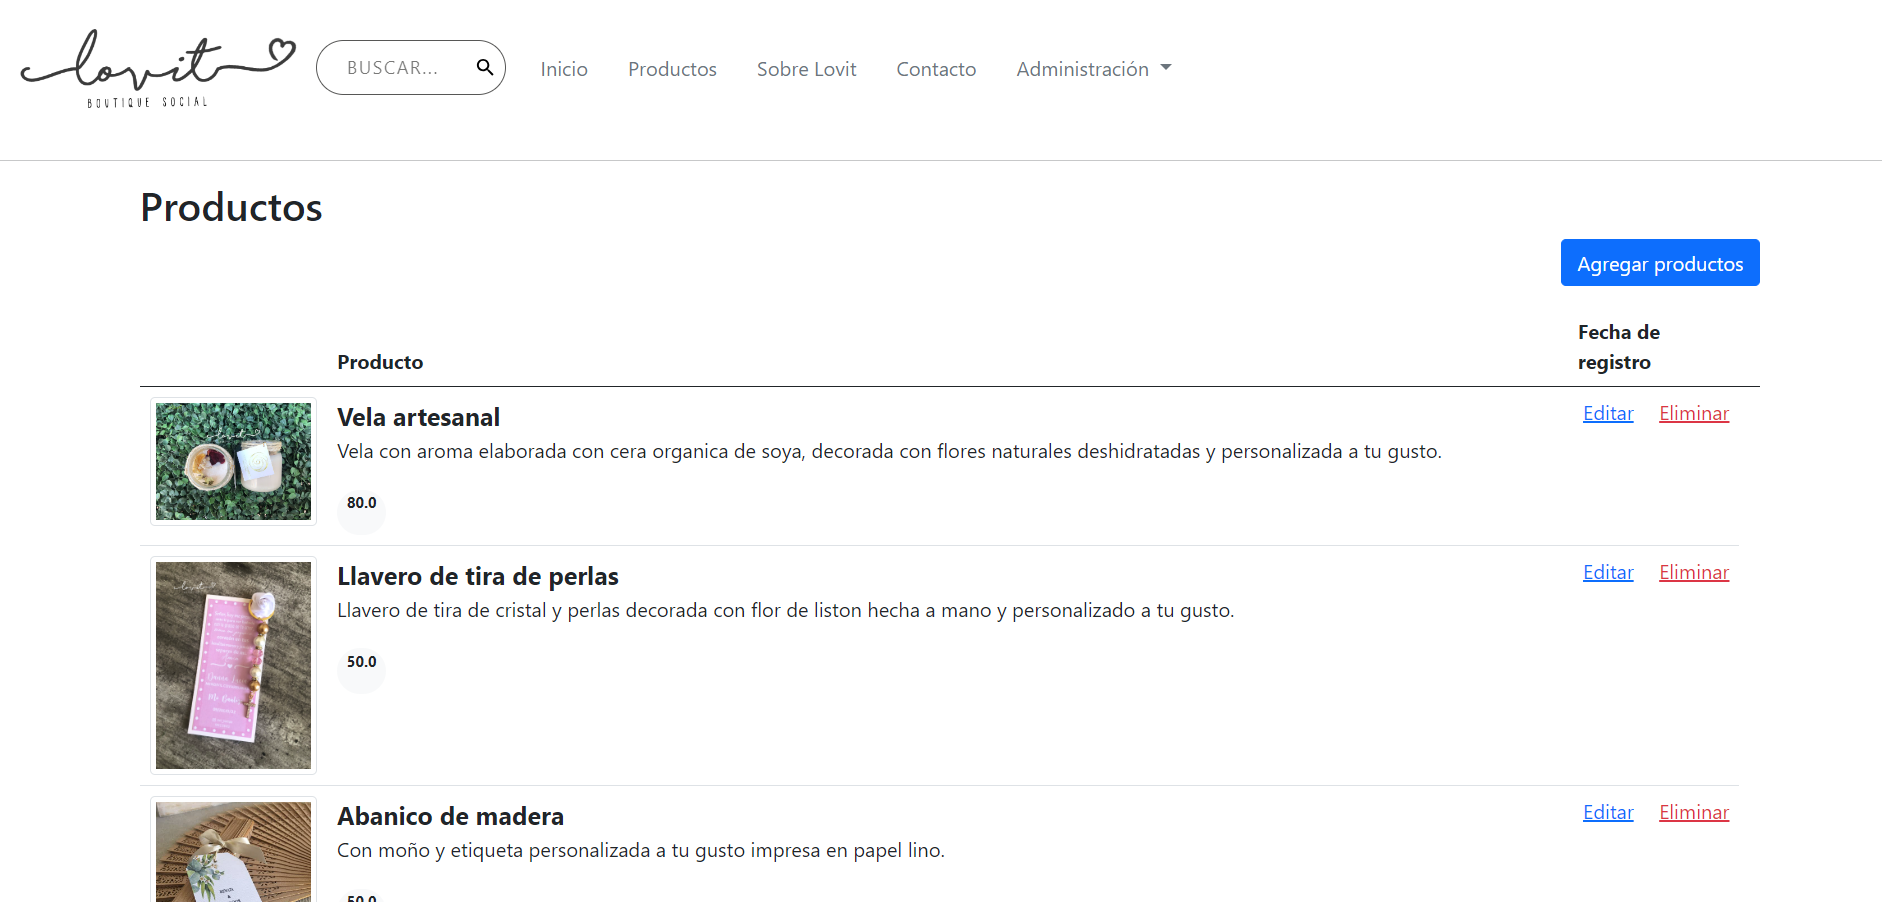 lovit
BOUTIQUE SOCIAL
BUSCAR...
Inicio
Productos
Sobre Lovit
Contacto
Administración
Productos
Agregar productos
Producto
Fecha de
registro
Vela artesanal
Editar
Eliminar
Vela con aroma elaborada con cera organica de soya, decorada con flores naturales deshidratadas y personalizada a tu gusto.
80.0
Llavero de tira de perlas
Editar
Eliminar
Llavero de tira de cristal y perlas decorada con flor de liston hecha a mano y personalizado a tu gusto.
50.0
Abanico de madera
Editar
Eliminar
Con moño y etiqueta personalizada a tu gusto impresa en papel lino.
50.0